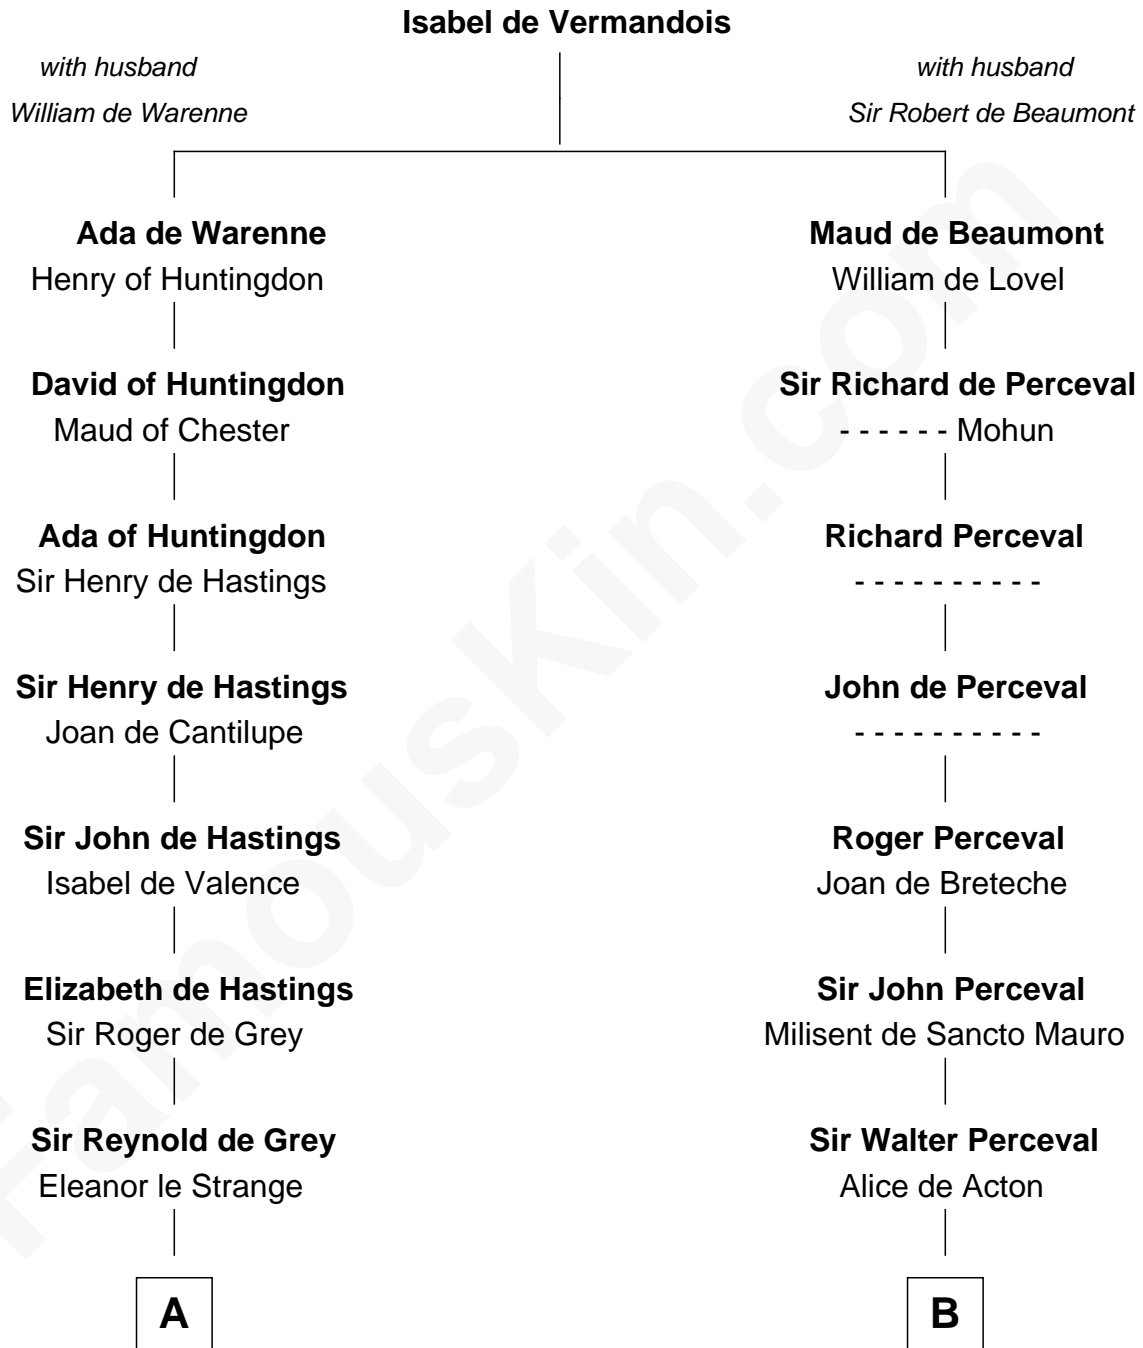 Isabel de Vermandois
with husband
William de Warenne
with husband
Sir Robert de Beaumont
Ada de Warenne
Henry of Huntingdon
Maud de Beaumont
William de Lovel
David of Huntingdon
Maud of Chester
Sir Richard de Perceval
- - - - - - Mohun
Ada of Huntingdon
Sir Henry de Hastings
Richard Perceval
- - - - - - - - - -
Sir Henry de Hastings
Joan de Cantilupe
John de Perceval
- - - - - - - - - -
Sir John de Hastings
Isabel de Valence
Roger Perceval
Joan de Breteche
Elizabeth de Hastings
Sir Roger de Grey
Sir John Perceval
Milisent de Sancto Mauro
Sir Reynold de Grey
Eleanor le Strange
Sir Walter Perceval
Alice de Acton
A
B
FamousKin.com